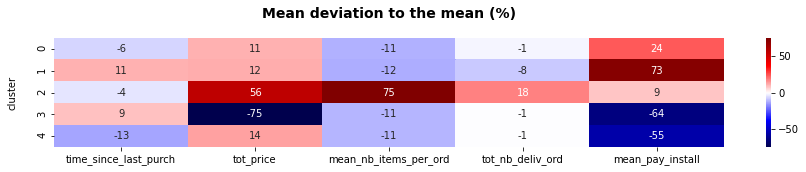 Mean deviation to the mean (%)
0 -6 11 -11 -1 24
1 11 12 -12 -8 73
2 -4 56 75 18 9
3 9 -75 -11 -1 -64
4 -13 14 -11 -1 -55
cluster
time_since_last_purch tot_price mean_nb_items_per_ord tot_nb_deliv_ord mean_pay_install
50
0
−50